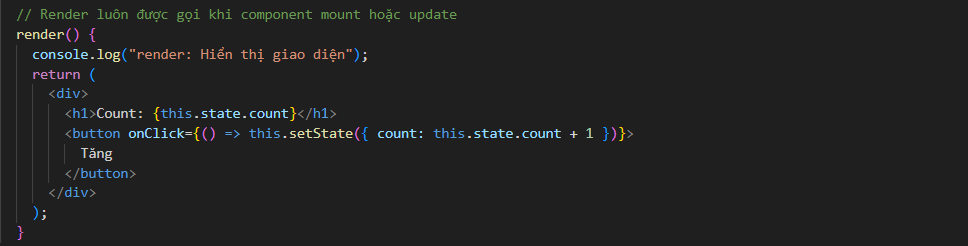 // Render luôn được gọi khi component mount hoặc update
render() {
  console.log("render: Hiển thị giao diện");
  return (
    <div>
      <h1>Count: {this.state.count}</h1>
      <button onClick={() => this.setState({ count: this.state.count + 1 })}>
        Tăng
      </button>
    </div>
  );
}